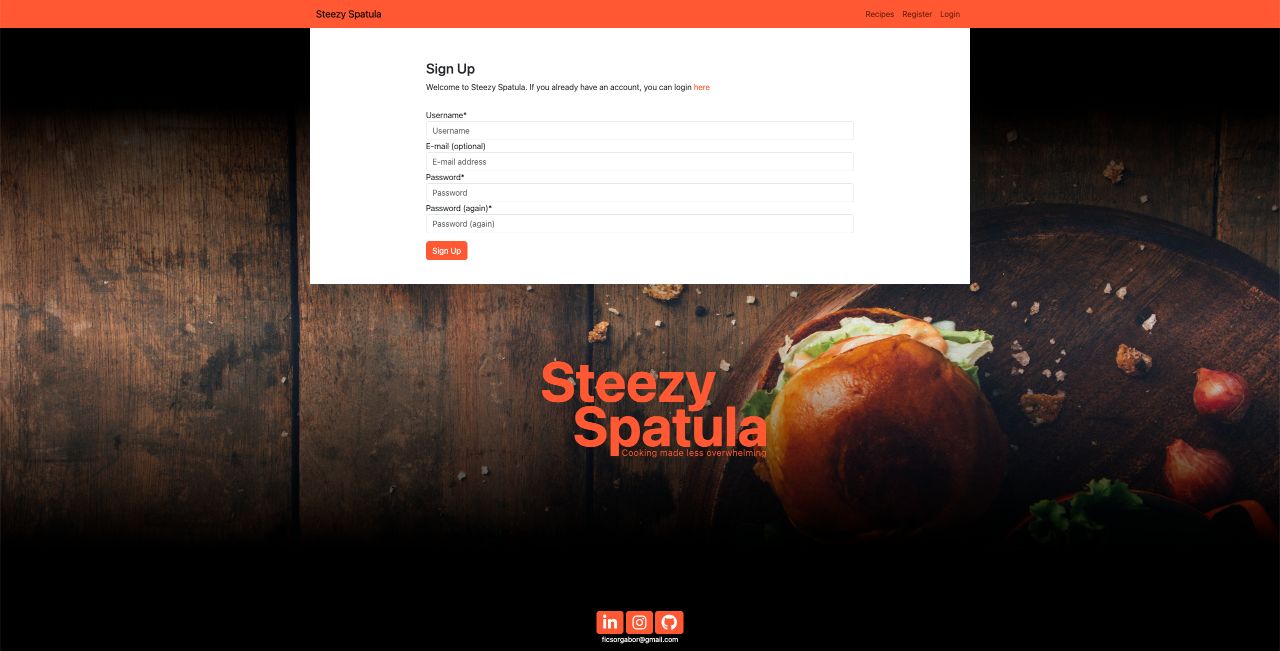 Steezy Spatula
Recipes Register Login
Sign Up
Welcome to Steezy Spatula. If you already have an account, you can login here
Username*
Username
E-mail (optional)
E-mail address
Password*
Password
Password (again)*
Password (again)
Sign Up
Steezy
Spatula
Cooking made less overwhelming
in
ficsorgabor@gmail.com